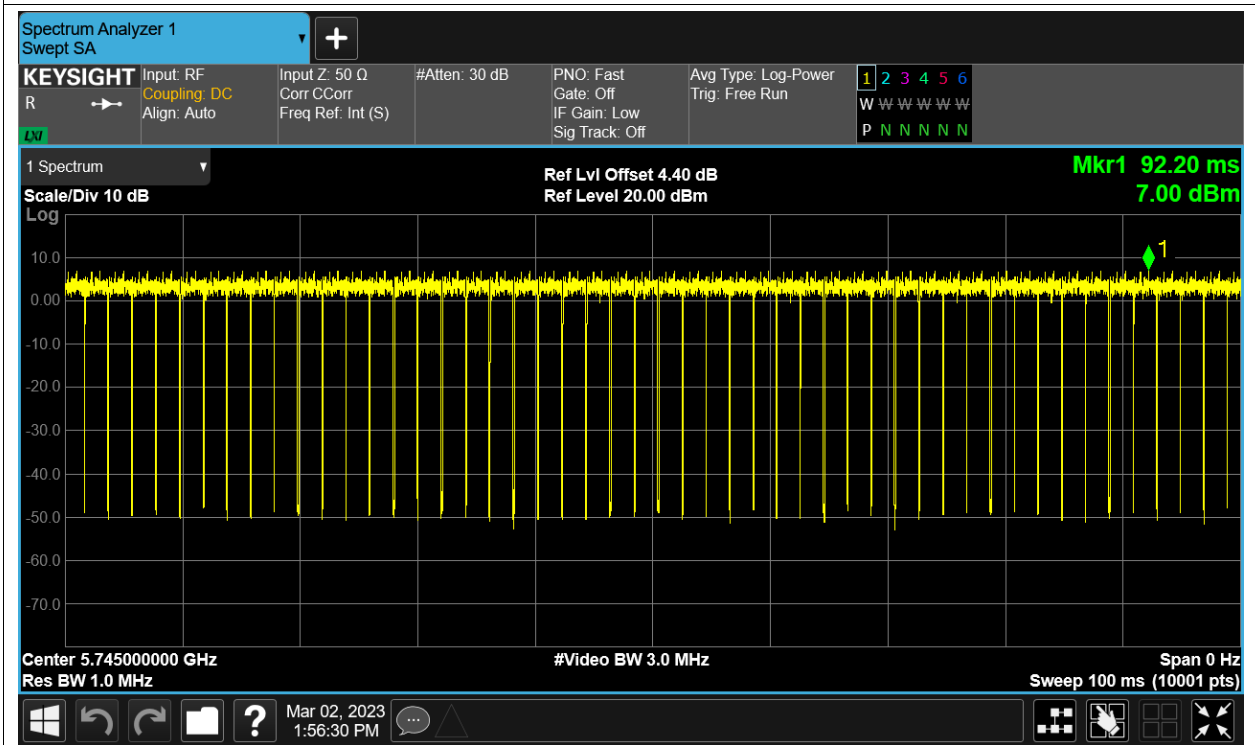 Spectrum Analyzer 1
Swept SA
KEYSIGHT
R
LXI
Input: RF
Coupling: DC
Align: Auto
Input Z: 50 Ω
Corr CCorr
Freq Ref: Int (S)
#Atten: 30 dB
PNO: Fast
Gate: Off
IF Gain: Low
Sig Track: Off
Avg Type: Log-Power
Trig: Free Run
1 2 3 4 5 6
W W W W W W
P N N N N N
1 Spectrum
Scale/Div 10 dB
Log
Ref Lvl Offset 4.40 dB
Ref Level 20.00 dBm
Mkr1 92.20 ms
7.00 dBm
1
10.0
0.00
-10.0
-20.0
-30.0
-40.0
-50.0
-60.0
-70.0
Center 5.745000000 GHz
Res BW 1.0 MHz
#Video BW 3.0 MHz
Span 0 Hz
Sweep 100 ms (10001 pts)
?
Mar 02, 2023
1:56:30 PM